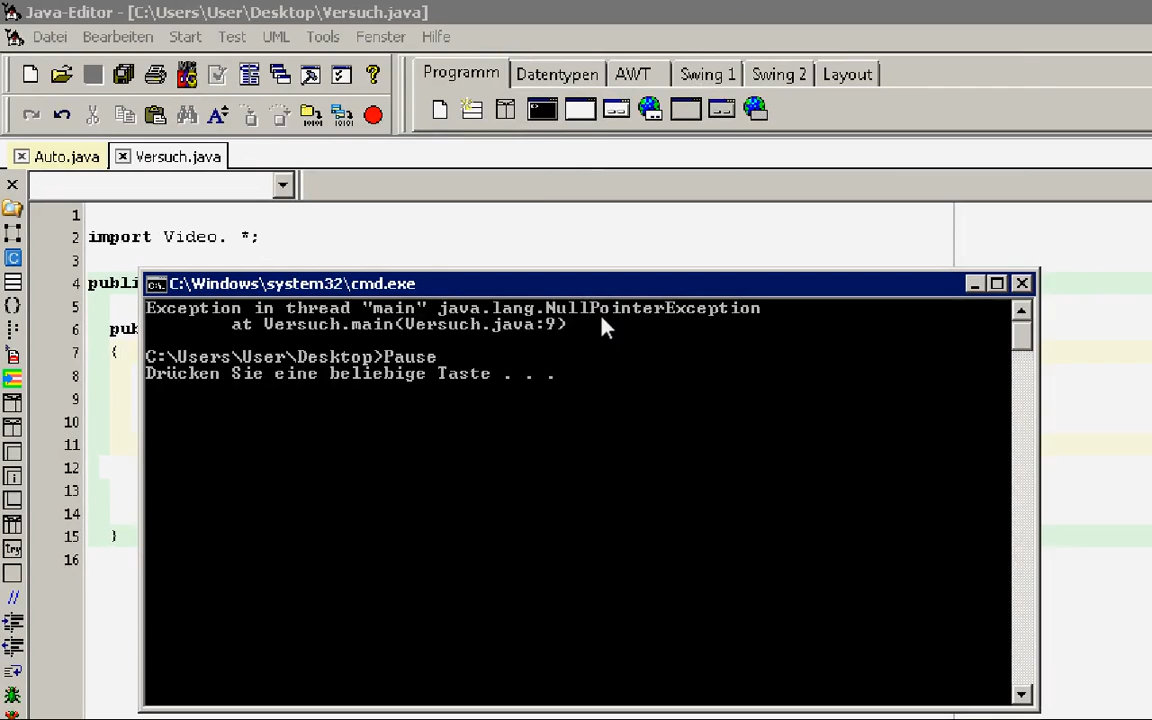 Java-Editor - [C:\Users\User\Desktop\Versuch.java]
Datei Bearbeiten Start Test UML Tools Fenster Hilfe
Programm Datentypen AWT Swing 1 Swing 2 Layout
Auto.java Versuch.java
1
2 import Video. *;
3
4 publi
5
6 pub
7 {
8
9
10
11
12
13
14
15 }
16
C:\Windows\system32\cmd.exe
Exception in thread "main" java.lang.NullPointerException
at Versuch.main(Versuch.java:9)
C:\Users\User\Desktop>Pause
Drücken Sie eine beliebige Taste . . .